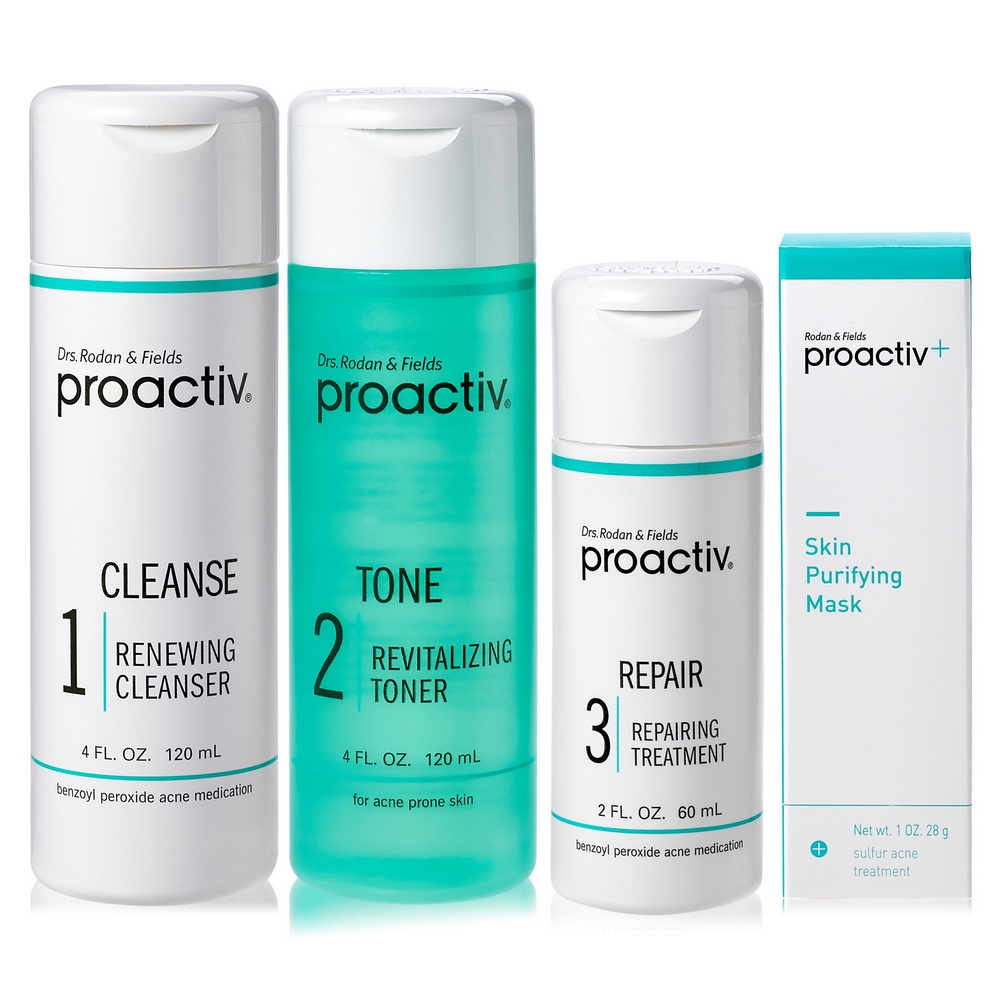 Drs. Rodan & Fields
proactiv®
CLEANSE
1
RENEWING
CLEANSER
4 FL. OZ. 120 mL
benzoyl peroxide acne medication
Drs. Rodan & Fields
proactiv®
TONE
2
REVITALIZING
TONER
4 FL. OZ. 120 mL
for acne prone skin
Drs. Rodan & Fields
proactiv®
REPAIR
3
REPAIRING
TREATMENT
2 FL. OZ. 60 mL
benzoyl peroxide acne medication
Rodan & Fields
proactiv+
Skin
Purifying
Mask
Net wt. 1 OZ. 28 g
sulfur acne
treatment